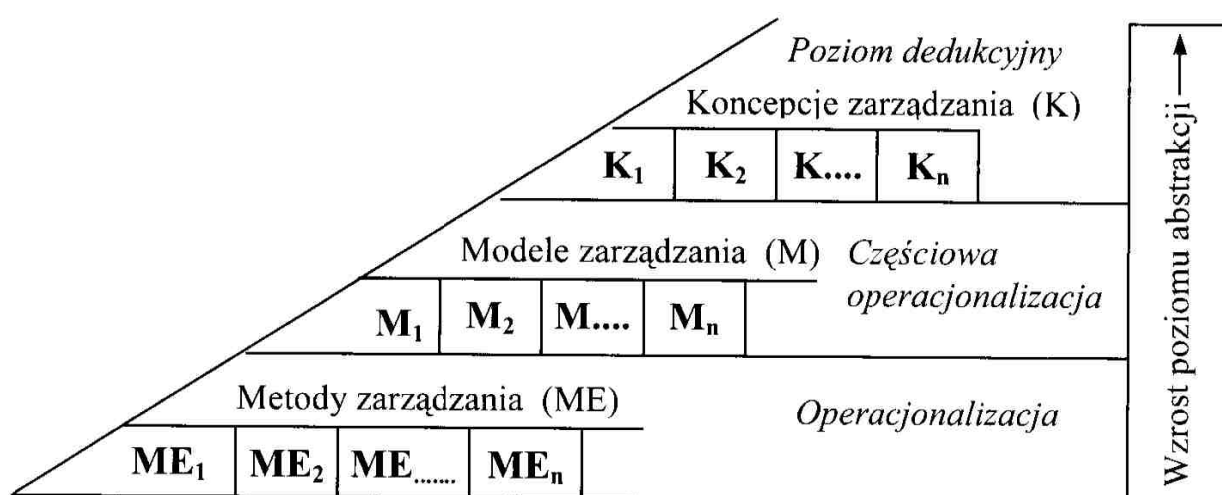 Poziom dedukcyjny
Koncepcje zarządzania (K)
K₁ K₂ K.... Kₙ
Modele zarządzania (M)
Częściowa
operacjonalizacja
M₁ M₂ M.... Mₙ
Metody zarządzania (ME)
Operacjonalizacja
ME₁ ME₂ ME....... MEₙ
Wzrost poziomu abstrakcji